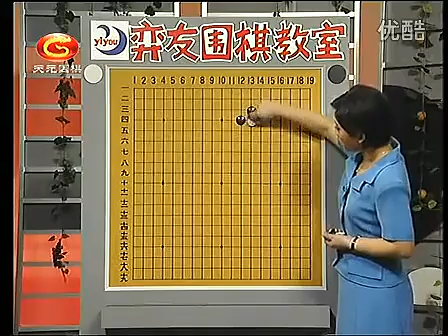 弈友围棋教室
yiyou
优酷
天元围棋
1 2 3 4 5 6 7 8 9 10 11 12 13 14 15 16 17 18 19
一
二
三
四
五
六
七
八
九
十
十一
十二
十三
十四
十五
十六
十七
十八
十九